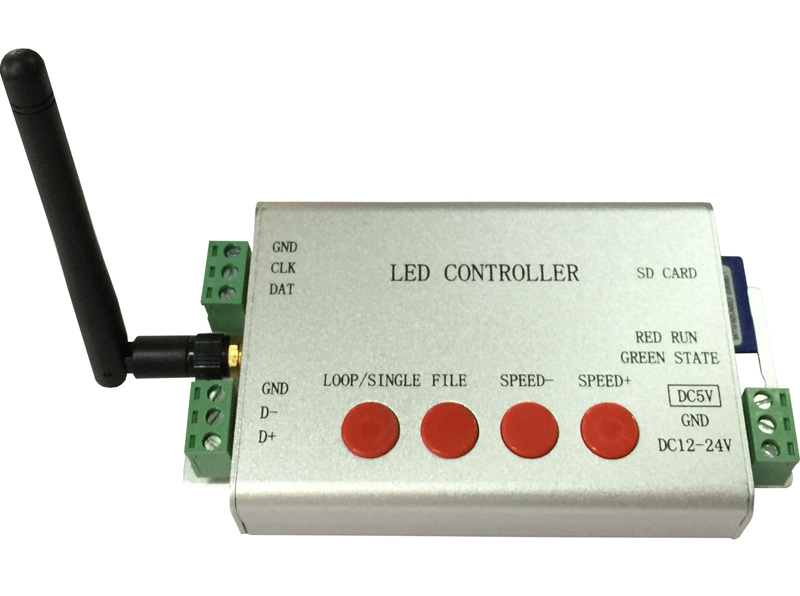 GND
CLK
DAT
LED CONTROLLER
SD CARD
RED RUN
GREEN STATE
LOOP/SINGLE FILE SPEED- SPEED+
GND
D-
D+
DC5V
GND
DC12-24V